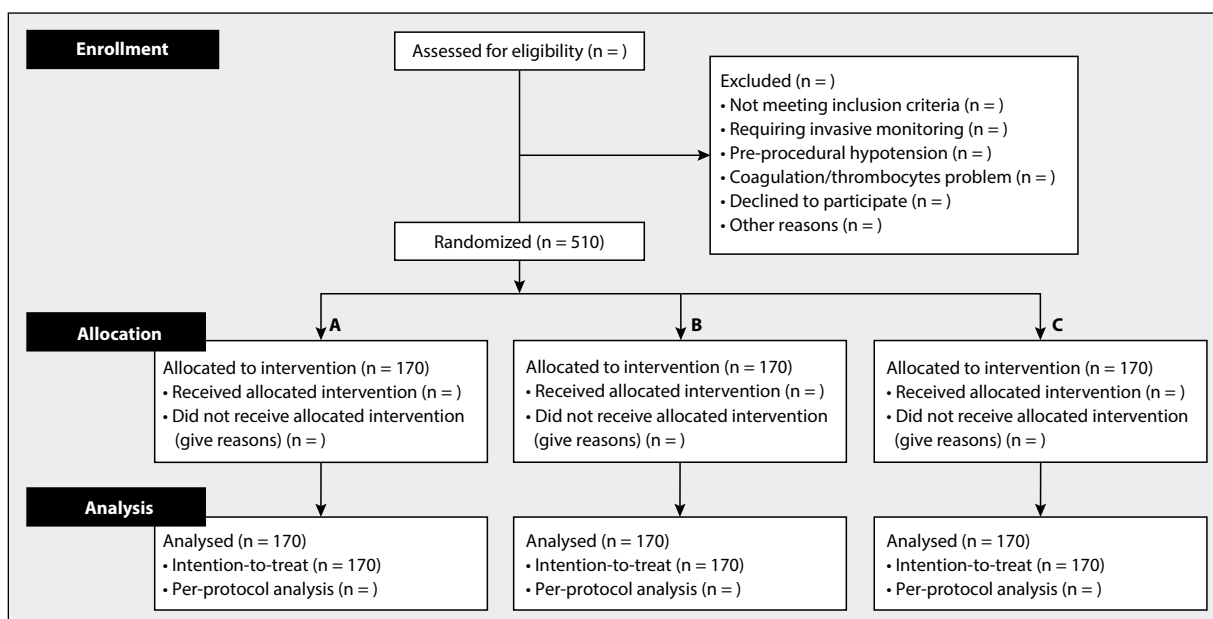 Enrollment
Assessed for eligibility (n = )
Excluded (n = )
• Not meeting inclusion criteria (n = )
• Requiring invasive monitoring (n = )
• Pre-procedural hypotension (n = )
• Coagulation/thrombocytes problem (n = )
• Declined to participate (n = )
• Other reasons (n = )
Randomized (n = 510)
Allocation
A
Allocated to intervention (n = 170)
• Received allocated intervention (n = )
• Did not receive allocated intervention
(give reasons) (n = )
B
Allocated to intervention (n = 170)
• Received allocated intervention (n = )
• Did not receive allocated intervention
(give reasons) (n = )
C
Allocated to intervention (n = 170)
• Received allocated intervention (n = )
• Did not receive allocated intervention
(give reasons) (n = )
Analysis
Analysed (n = 170)
• Intention-to-treat (n = 170)
• Per-protocol analysis (n = )
Analysed (n = 170)
• Intention-to-treat (n = 170)
• Per-protocol analysis (n = )
Analysed (n = 170)
• Intention-to-treat (n = 170)
• Per-protocol analysis (n = )